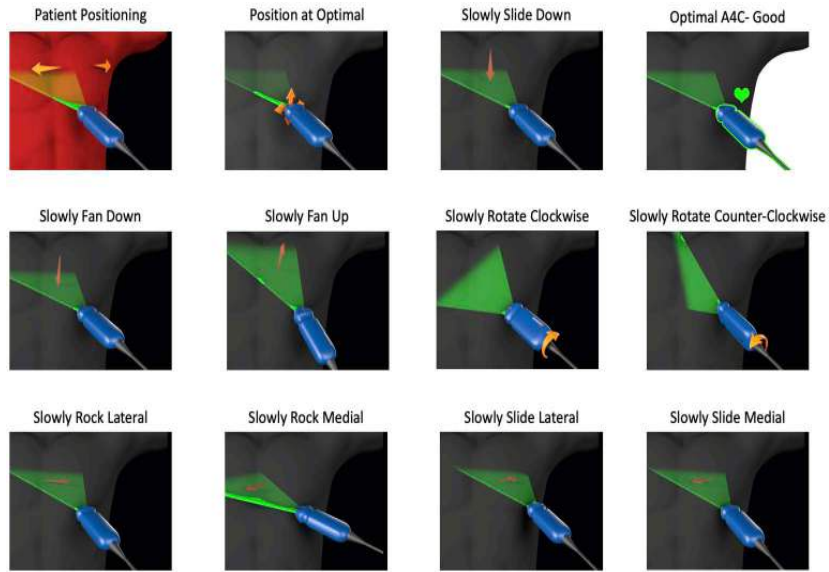 Patient Positioning
Position at Optimal
Slowly Slide Down
Optimal A4C- Good
Slowly Fan Down
Slowly Fan Up
Slowly Rotate Clockwise
Slowly Rotate Counter-Clockwise
Slowly Rock Lateral
Slowly Rock Medial
Slowly Slide Lateral
Slowly Slide Medial